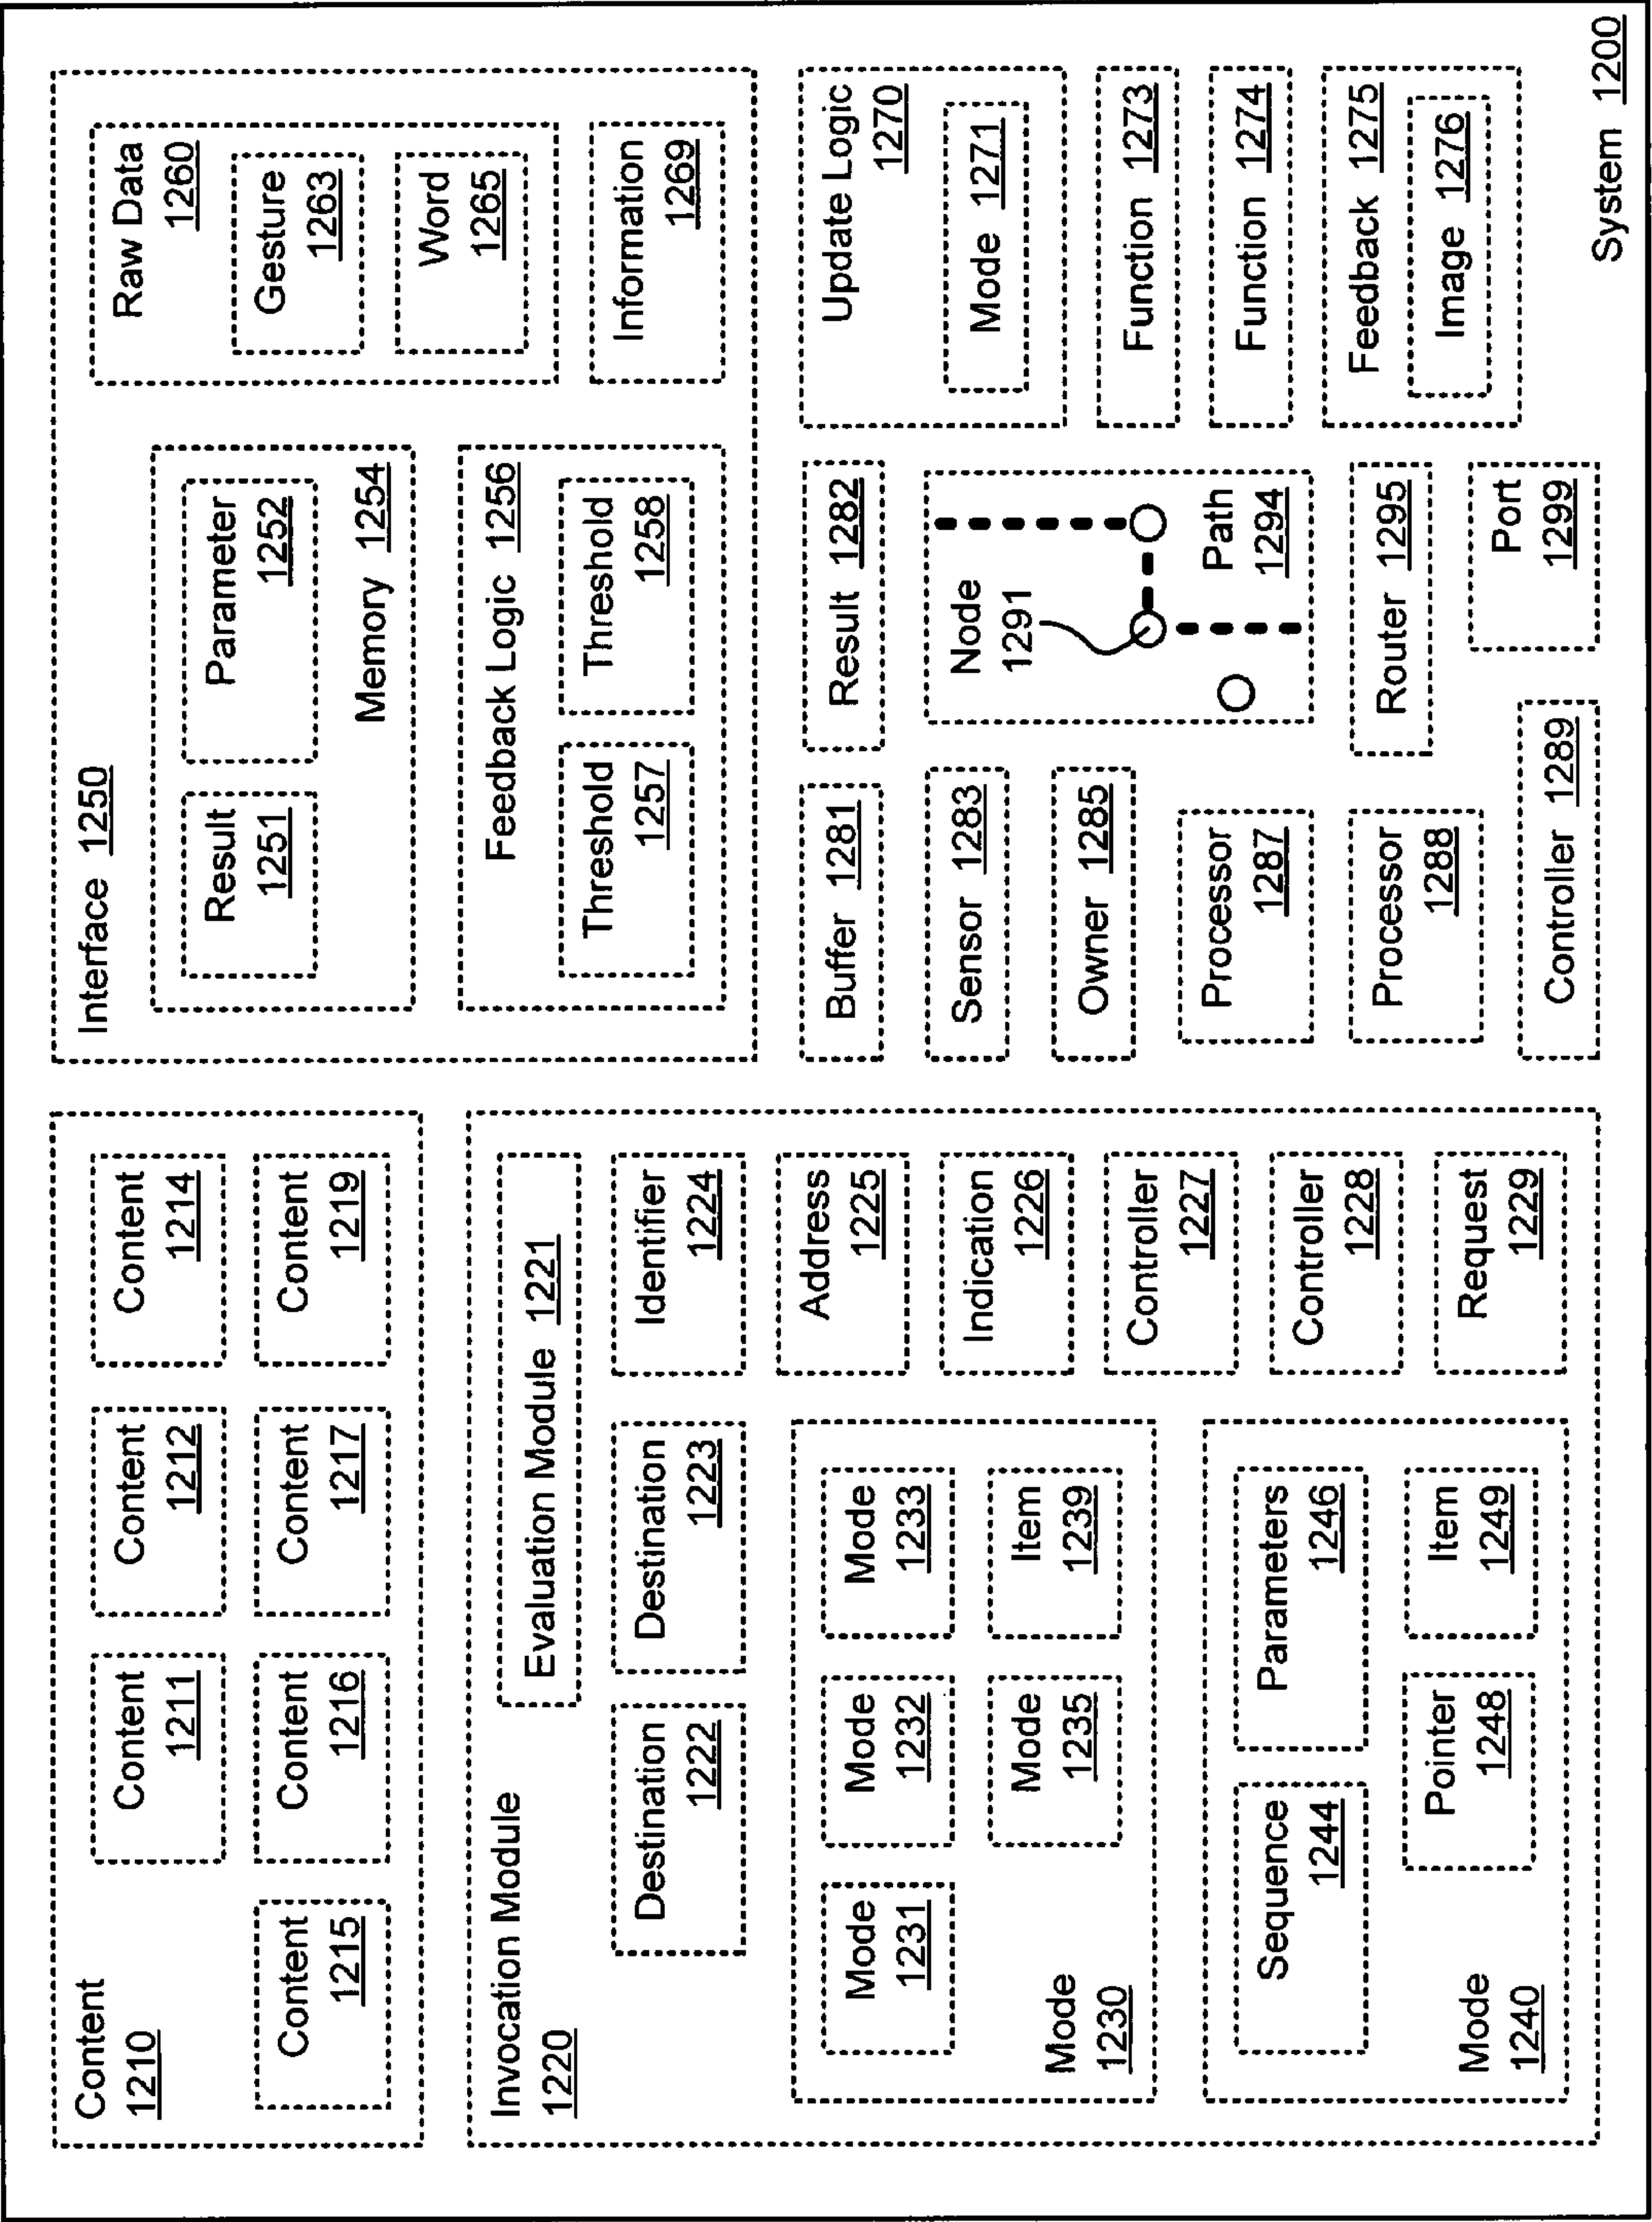 Content
1210
Content
1211
Content
1212
Content
1214
Content
1215
Content
1216
Content
1217
Content
1219
Invocation Module
1220
Evaluation Module 1221
Destination
1222
Destination
1223
Identifier
1224
Address
1225
Indication
1226
Controller
1227
Controller
1228
Request
1229
Mode
1231
Mode
1232
Mode
1233
Mode
1235
Item
1239
Mode
1230
Sequence
1244
Parameters
1246
Pointer
1248
Item
1249
Mode
1240
Interface 1250
Result
1251
Parameter
1252
Memory 1254
Feedback Logic 1256
Threshold
1257
Threshold
1258
Raw Data
1260
Gesture
1263
Word
1265
Information
1269
Buffer 1281
Result 1282
Sensor 1283
Owner 1285
Processor
1287
Processor
1288
Controller 1289
Node
1291
Path
1294
Router 1295
Port
1299
Update Logic
1270
Mode 1271
Function 1273
Function 1274
Feedback 1275
Image 1276
System 1200